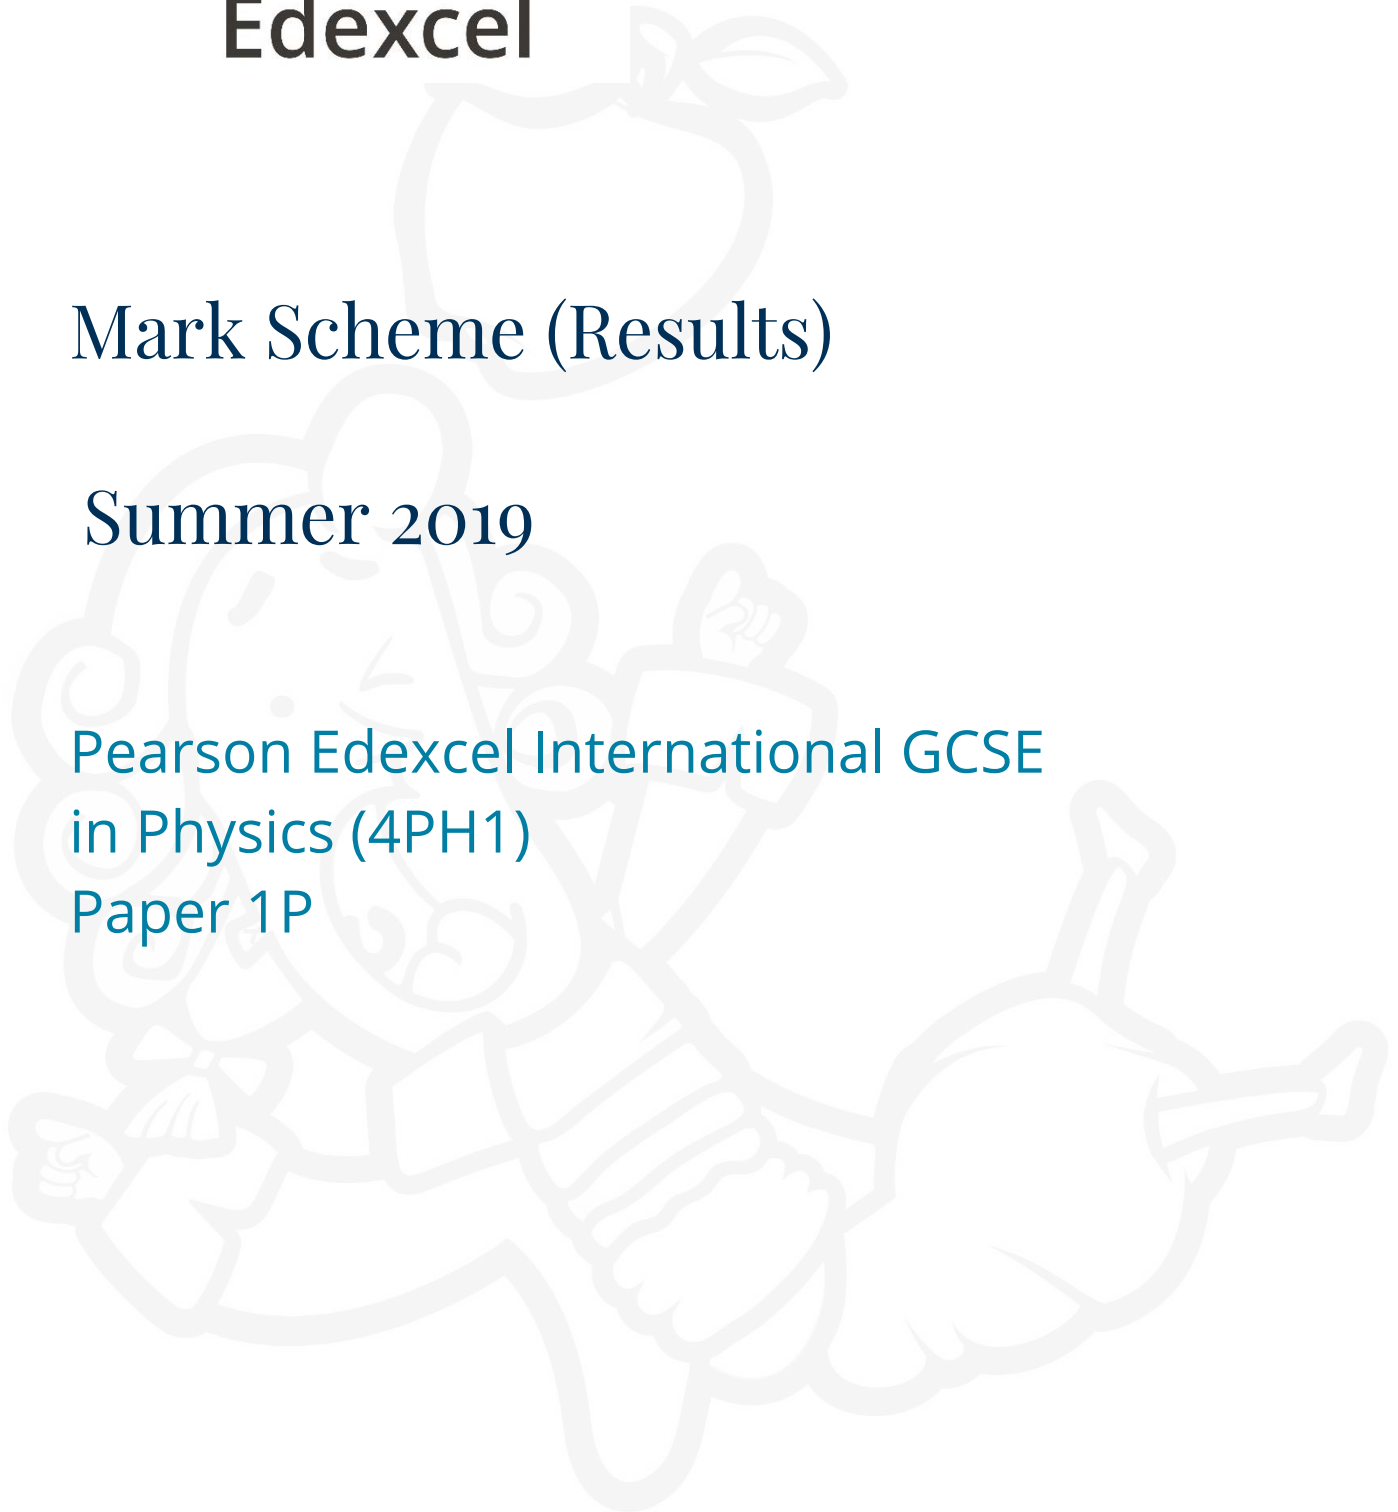 Edexcel
Mark Scheme (Results)
Summer 2019
Pearson Edexcel International GCSE
in Physics (4PH1)
Paper 1P